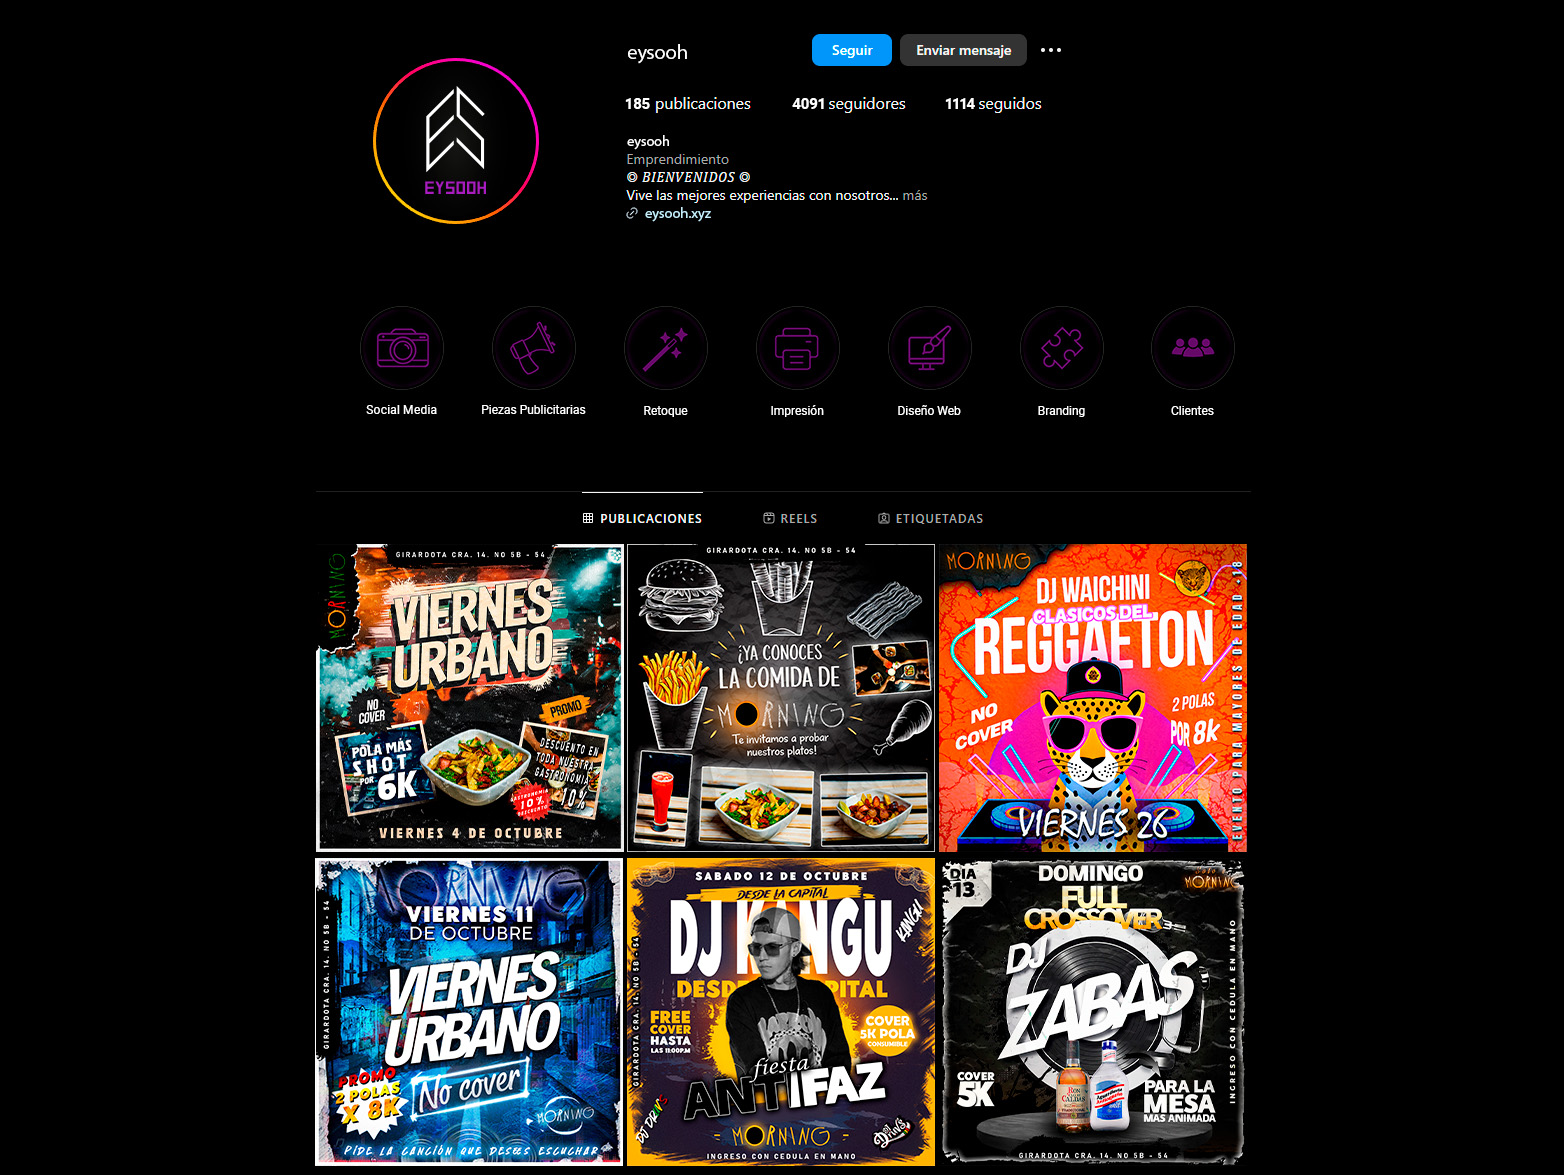 eysooh
Seguir
Enviar mensaje
185 publicaciones
4091 seguidores
1114 seguidos
eysooh
Emprendimiento
BIENVENIDOS
Vive las mejores experiencias con nosotros... más
eysooh.xyz
EYSOOH
Social Media
Piezas Publicitarias
Retoque
Impresión
Diseño Web
Branding
Clientes
PUBLICACIONES
REELS
ETIQUETADAS
GIRARDOTA CRA. 14. NO 5B - 54
MORNING
VIERNES
URBANO
NO
COVER
PROMO
POLA MÁS
SHOT
POR
6K
DESCUENTO EN
TODA NUESTRA
GASTRONOMIA
10%
GASTRONOMIA
10%
DESCUENTO
VIERNES 4 DE OCTUBRE
GIRARDOTA CRA. 14. NO 5B - 54
¿YA CONOCES
LA COMIDA DE
MORNING
Te invitamos a probar
nuestros platos!
MORNING
DJ WAICHINI
CLASICOS DEL
REGGAETON
NO
COVER
2 POLAS
POR 8K
VIERNES 26
EVENTO PARA MAYORES DE EDAD +18
MORNING
VIERNES 11
DE OCTUBRE
VIERNES
URBANO
No cover
PROMO
2 POLAS
X 8K
MORNING
GIRARDOTA CRA. 14. NO 5B - 54
PIDE LA CANCIÓN QUE DESEES ESCUCHAR
SABADO 12 DE OCTUBRE
DESDE LA CAPITAL
DJ KANGU
KANGU
FREE
COVER
HASTA
LAS 11:00P.M
COVER
5K POLA
CONSUMIBLE
fiesta
ANTIFAZ
GIRARDOTA CRA. 14. NO 5B - 54
MORNING
INGRESO CON CEDULA EN MANO
DIA
13
DOMINGO
FULL
CROSSOVER
MORNING
DJ
ZABAS
COVER
5K
RON
CALDAS
PARA LA
MESA
MAS ANIMADA
INGRESO CON CEDULA EN MANO
GIRARDOTA CRA. 14. NO 5B - 54